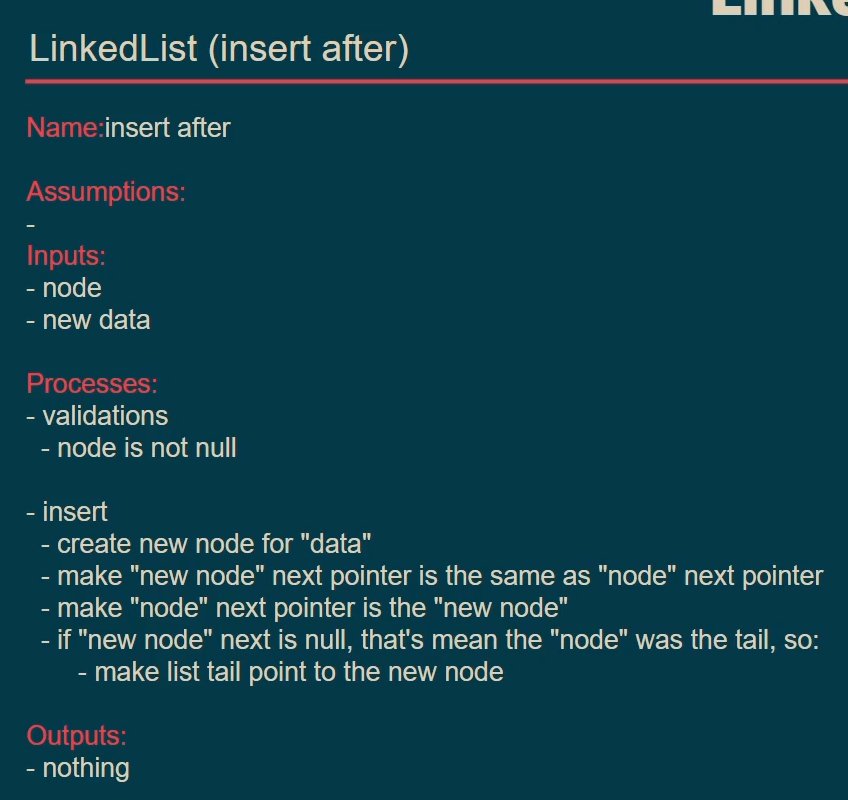 LinkedList (insert after)
Name:insert after
Assumptions:
-
Inputs:
- node
- new data
Processes:
- validations
- node is not null
- insert
- create new node for "data"
- make "new node" next pointer is the same as "node" next pointer
- make "node" next pointer is the "new node"
- if "new node" next is null, that's mean the "node" was the tail, so:
- make list tail point to the new node
Outputs:
- nothing